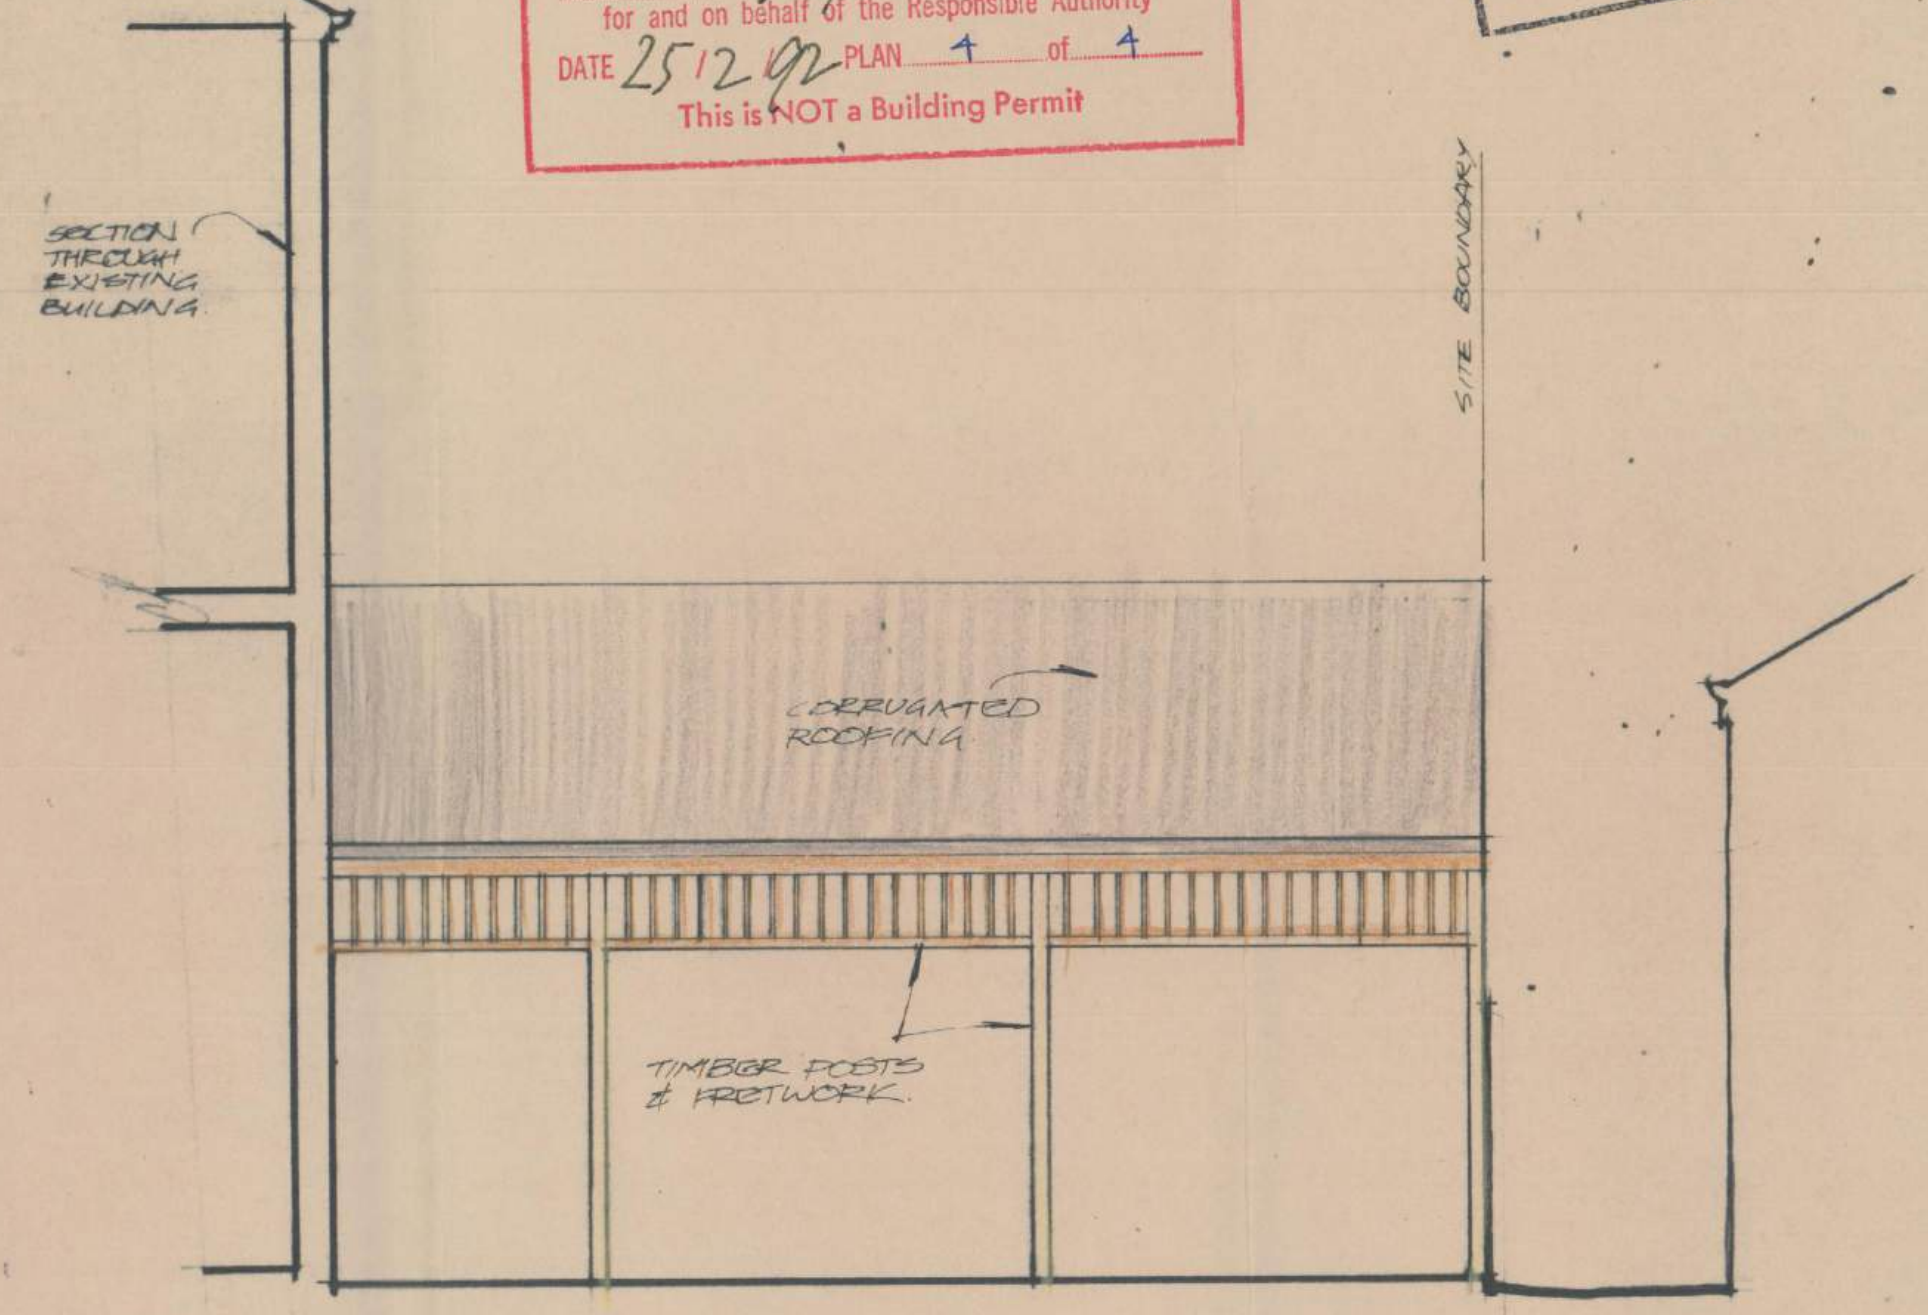 for and on behalf of the Responsible Authority
DATE 25/2/92 PLAN 4 of 4
This is NOT a Building Permit
SECTION
THROUGH
EXISTING
BUILDING.
SITE BOUNDARY
CORRUGATED
ROOFING.
TIMBER POSTS
& FRETWORK.